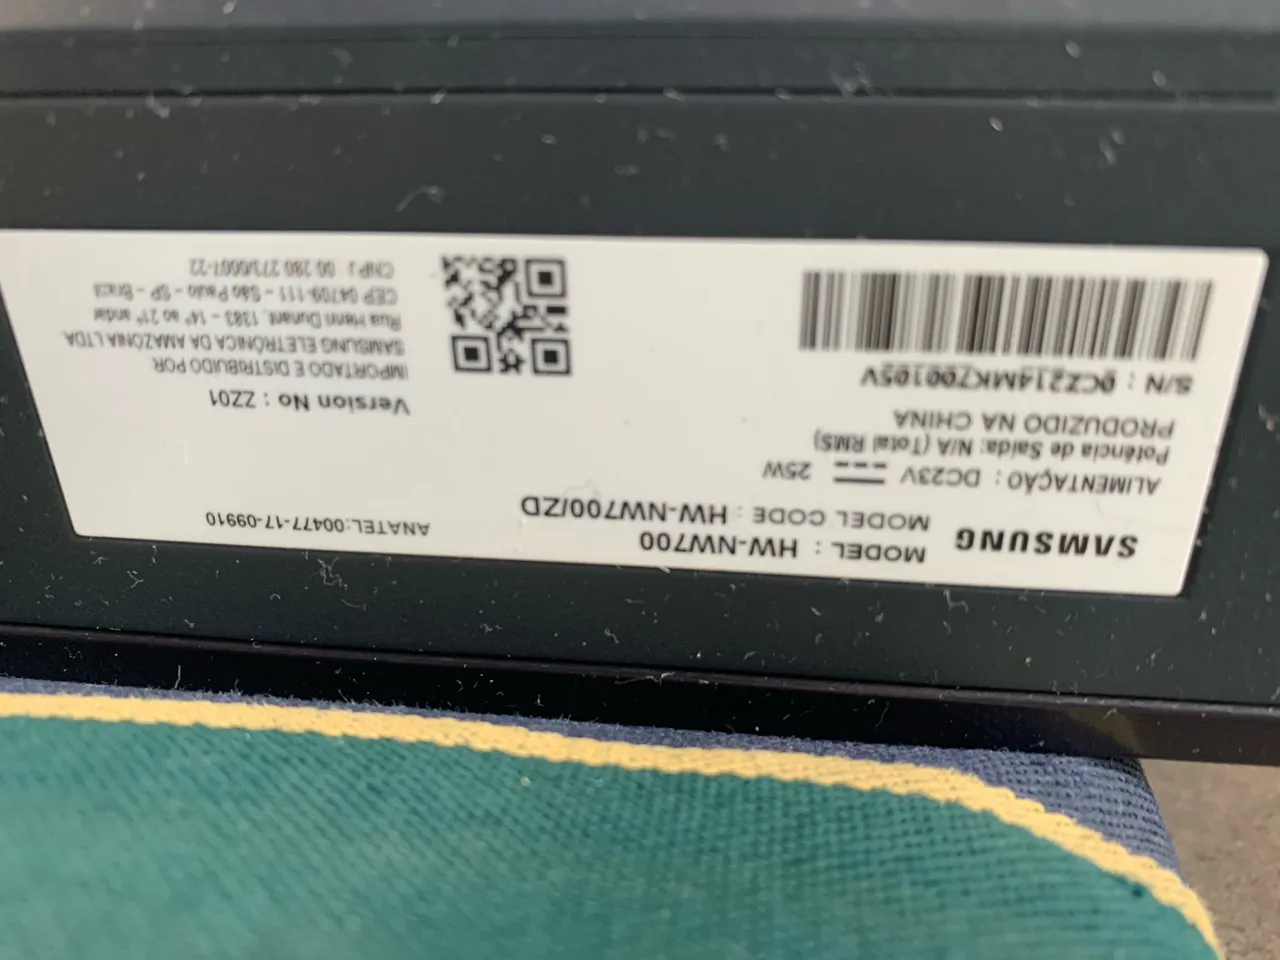 SAMSUNG
MODEL : HW-NW700
MODEL CODE : HW-NW700/ZD
ALIMENTAÇÃO : DC23V 25W
Potência de Saída: N/A (Total RMS)
PRODUZIDO NA CHINA
S/N : 0CZ214MK700105V
ANATEL:00477-17-09910
Version No : ZZ01
IMPORTADO E DISTRIBUIDO POR:
SAMSUNG ELETRÔNICA DA AMAZÔNIA LTDA.
Rua Henri Dunant, 1383 - 14º ao 21º andar
CEP 04709-111 - São Paulo - SP - Brazil
CNPJ : 00.280.273/0007-22